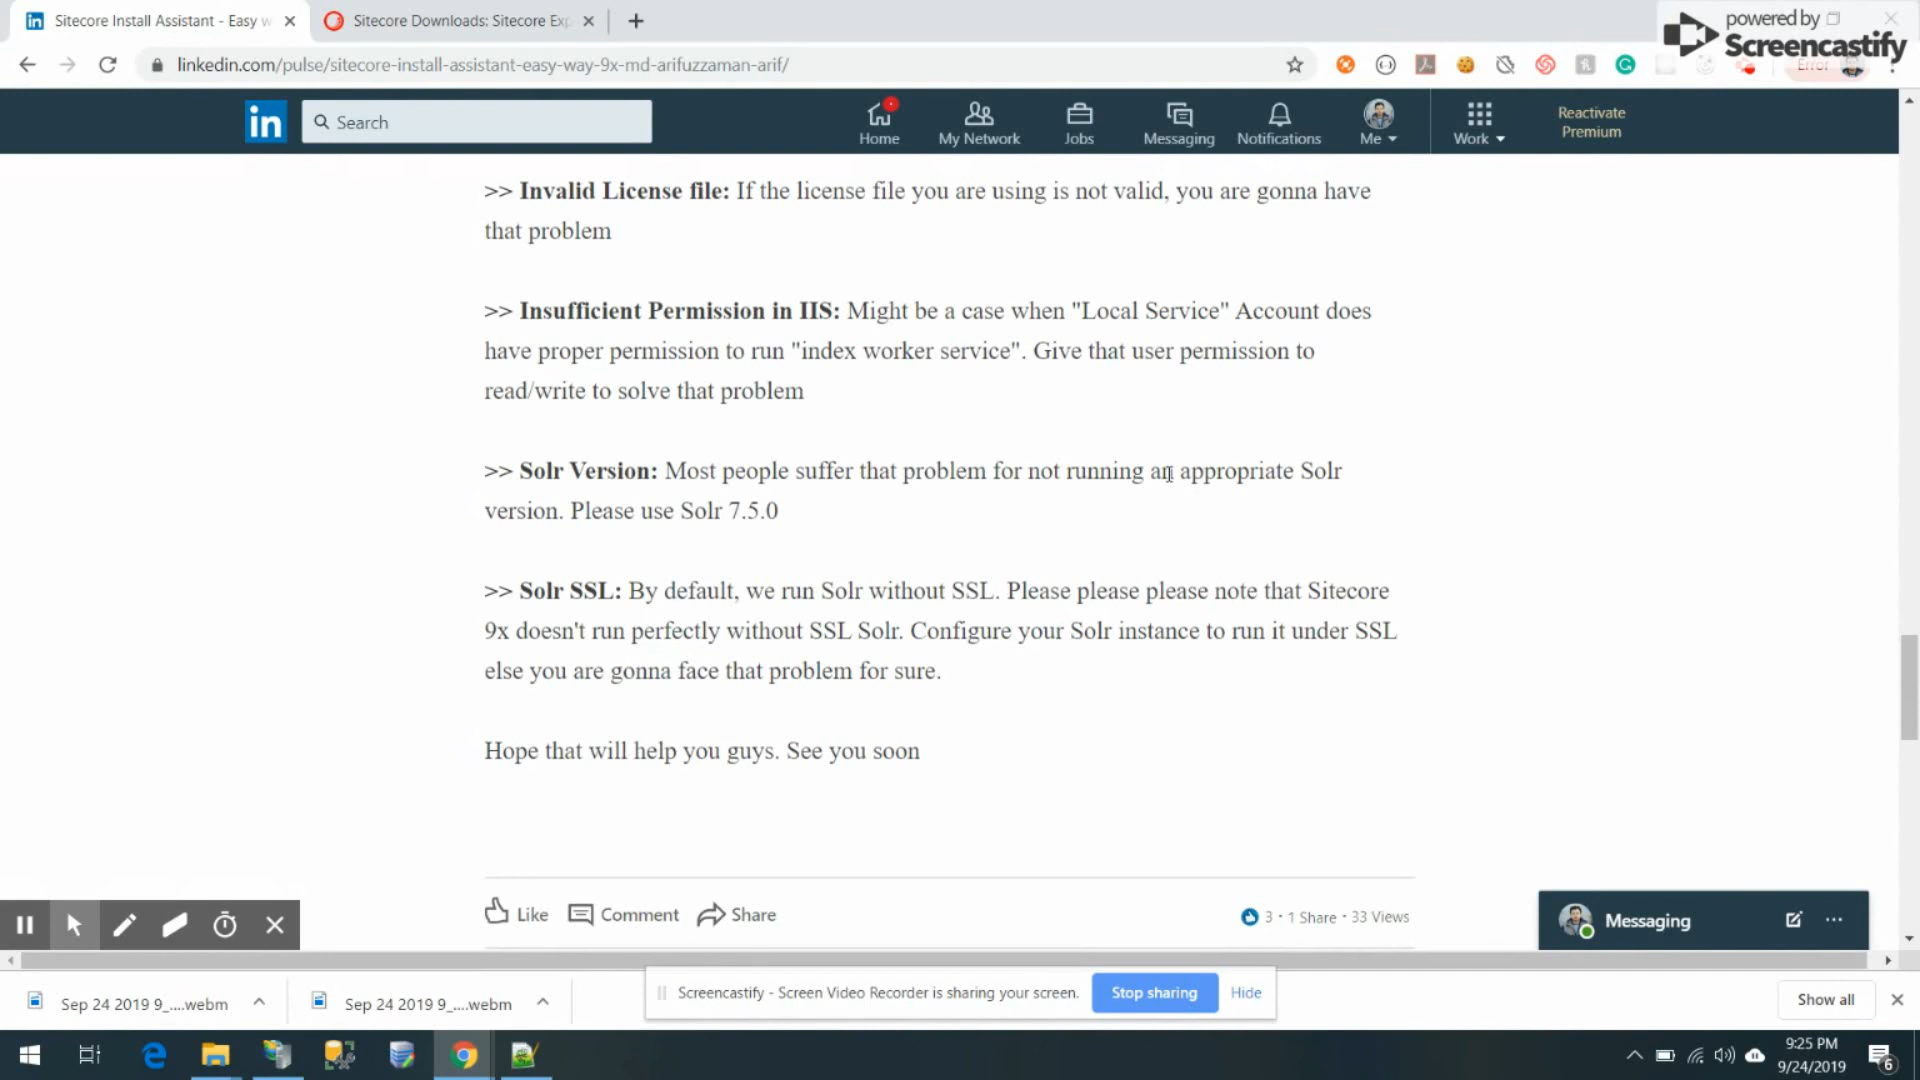 Sitecore Install Assistant - Easy w
Sitecore Downloads: Sitecore Exp
powered by
Screencastify
linkedin.com/pulse/sitecore-install-assistant-easy-way-9x-md-arifuzzaman-arif/
Error
in
Search
Home
My Network
Jobs
Messaging
Notifications
Me
Work
Reactivate
Premium
>> Invalid License file: If the license file you are using is not valid, you are gonna have
that problem
>> Insufficient Permission in IIS: Might be a case when "Local Service" Account does
have proper permission to run "index worker service". Give that user permission to
read/write to solve that problem
>> Solr Version: Most people suffer that problem for not running an appropriate Solr
version. Please use Solr 7.5.0
>> Solr SSL: By default, we run Solr without SSL. Please please please note that Sitecore
9x doesn't run perfectly without SSL Solr. Configure your Solr instance to run it under SSL
else you are gonna face that problem for sure.
Hope that will help you guys. See you soon
Like
Comment
Share
3 · 1 Share · 33 Views
Messaging
Sep 24 2019 9_....webm
Sep 24 2019 9_....webm
Screencastify - Screen Video Recorder is sharing your screen.
Stop sharing
Hide
Show all
9:25 PM
9/24/2019
6